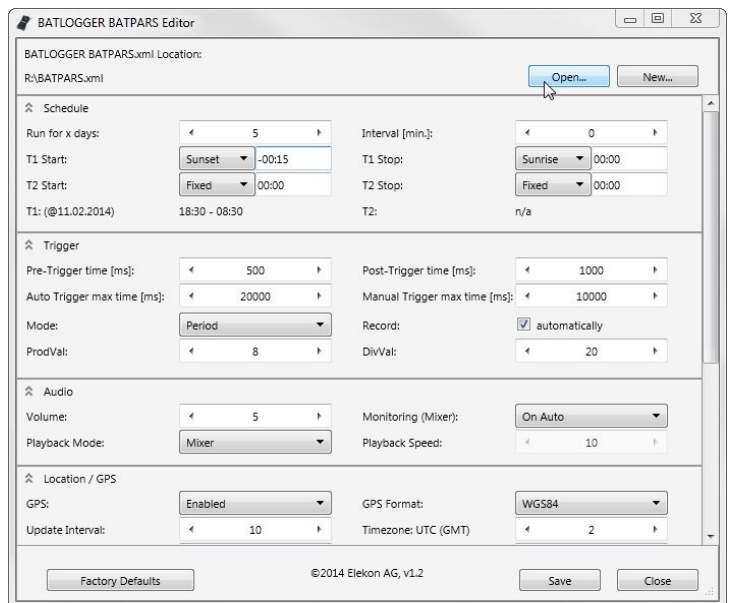 BATLOGGER BATPARS Editor
BATLOGGER BATPARS.xml Location:
R:\BATPARS.xml Open... New...
Schedule
Run for x days: 5 Interval [min.]: 0
T1 Start: Sunset -00:15 T1 Stop: Sunrise 00:00
T2 Start: Fixed 00:00 T2 Stop: Fixed 00:00
T1: (@11.02.2014) 18:30 - 08:30 T2: n/a
Trigger
Pre-Trigger time [ms]: 500 Post-Trigger time [ms]: 1000
Auto Trigger max time [ms]: 20000 Manual Trigger max time [ms]: 10000
Mode: Period Record: automatically
ProdVal: 8 DivVal: 20
Audio
Volume: 5 Monitoring (Mixer): On Auto
Playback Mode: Mixer Playback Speed: 10
Location / GPS
GPS: Enabled GPS Format: WGS84
Update Interval: 10 Timezone: UTC (GMT) 2
Factory Defaults ©2014 Elekon AG, v1.2 Save Close